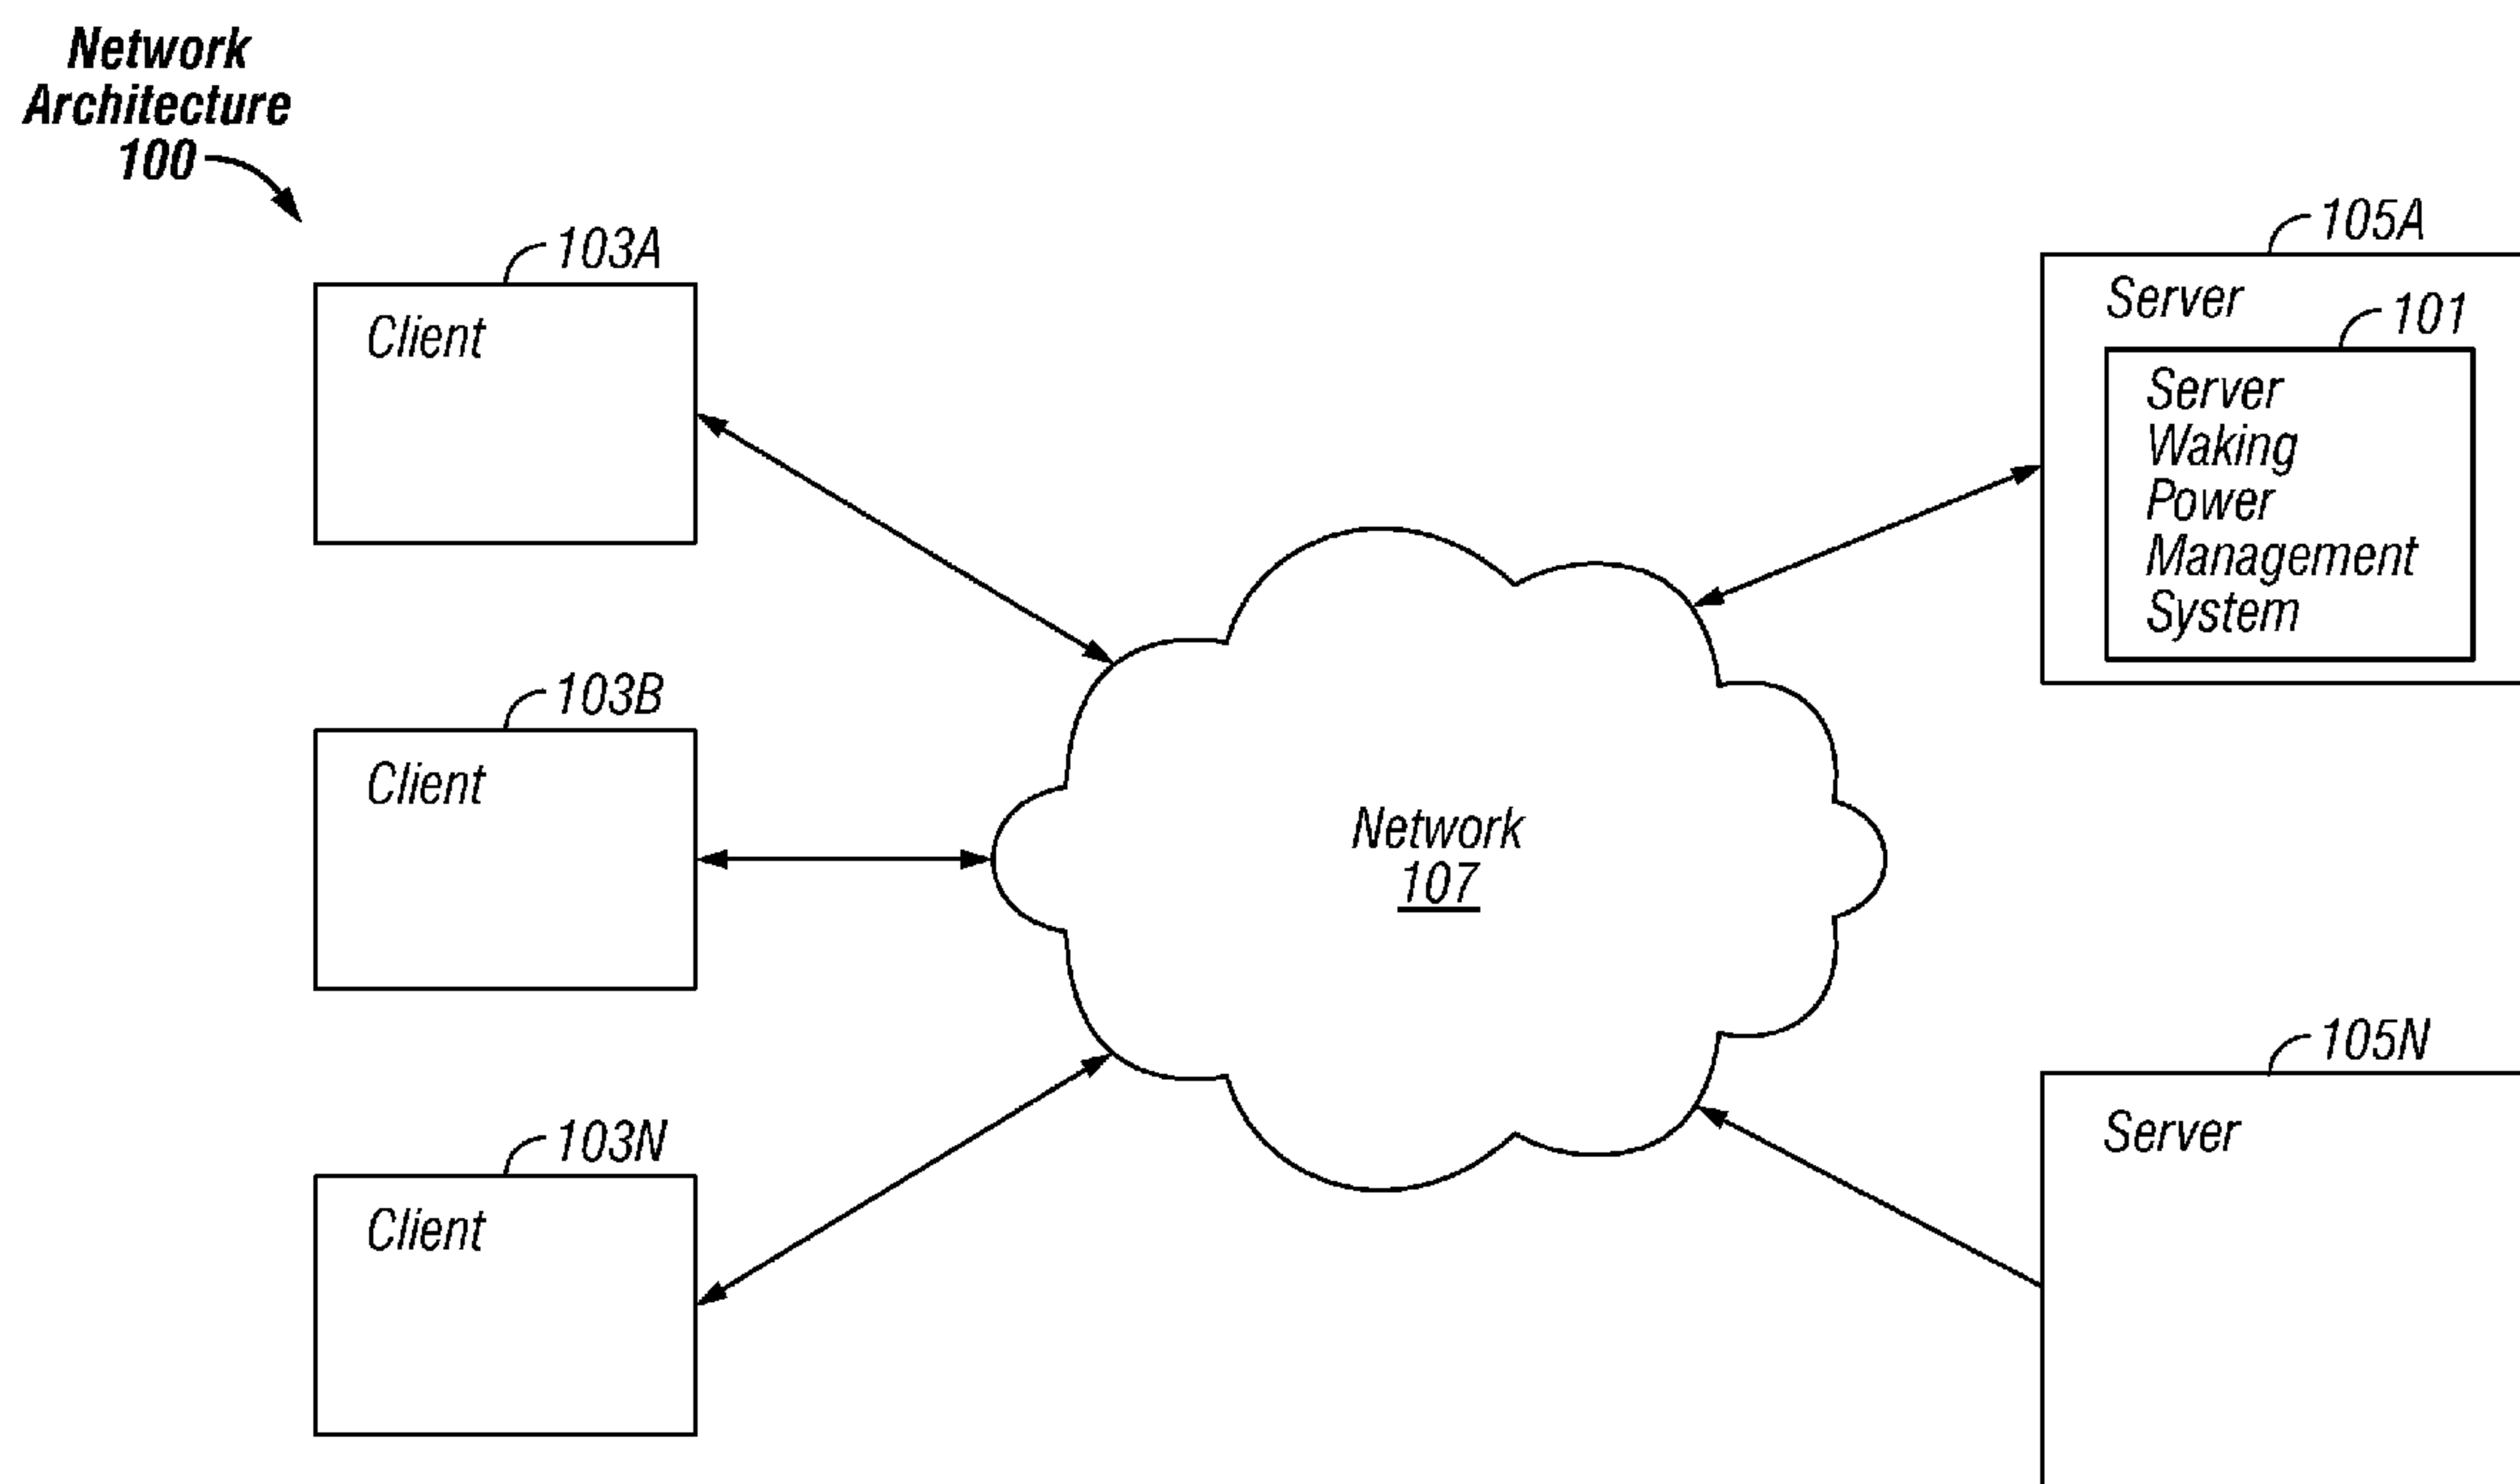 Network
Architecture
100
103A
Client
103B
Client
103N
Client
Network
107
105A
Server
101
Server
Waking
Power
Management
System
105N
Server